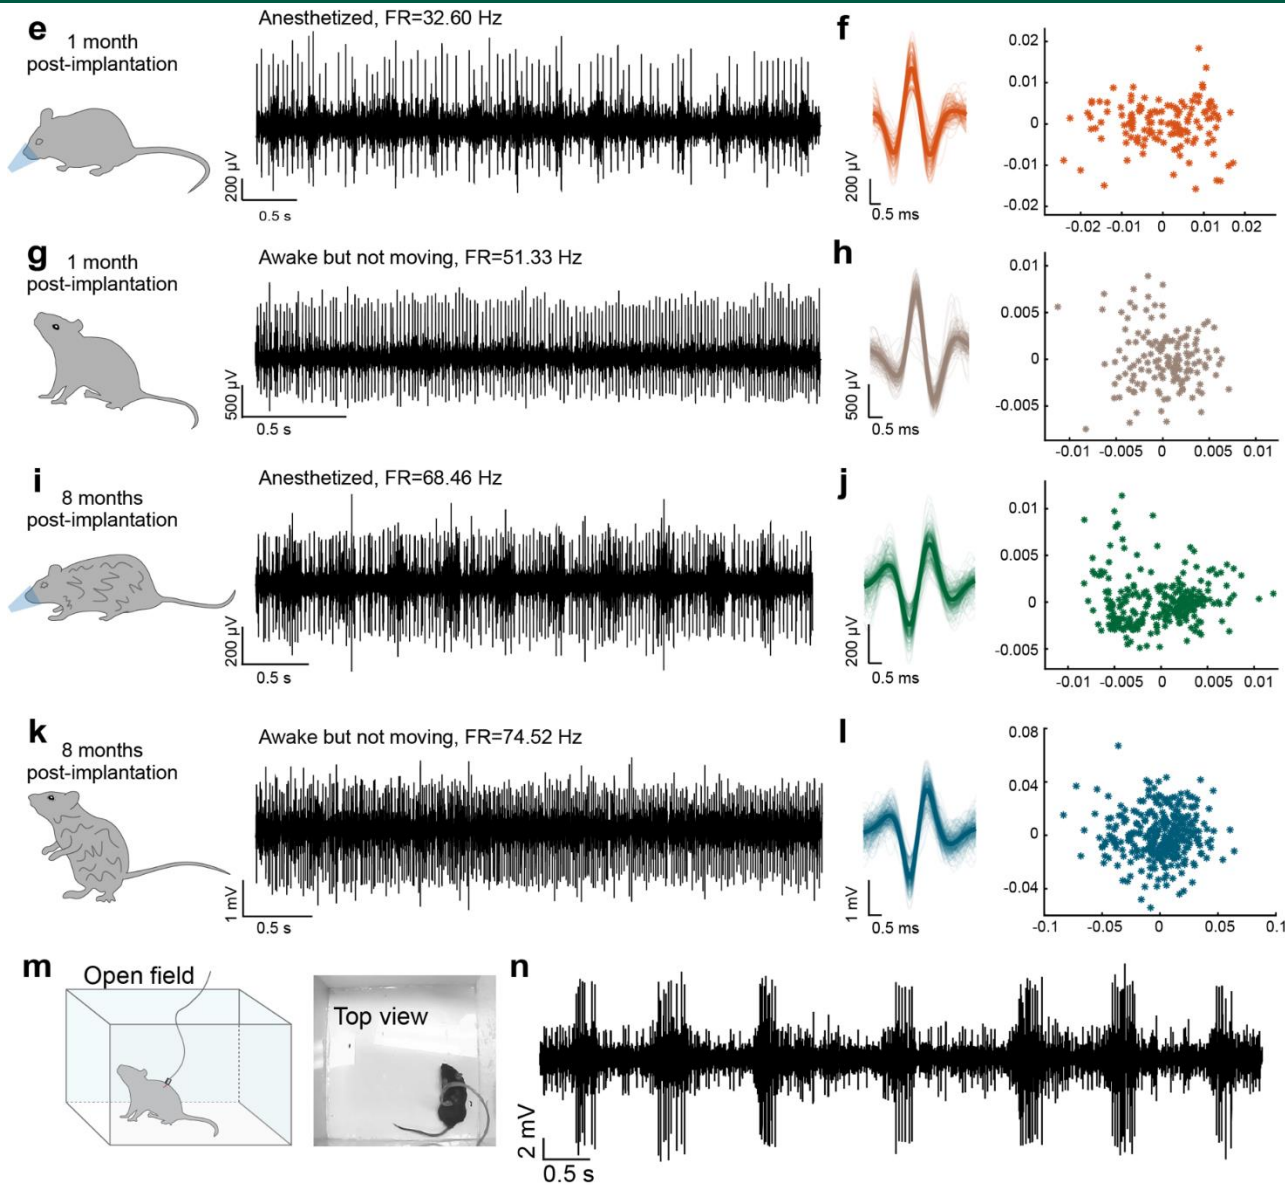 e
1 month
post-implantation
Anesthetized, FR=32.60 Hz
200 µV
0.5 s
f
200 µV
0.5 ms
0.02
0.01
0
-0.01
-0.02
-0.02 -0.01 0 0.01 0.02
g
1 month
post-implantation
Awake but not moving, FR=51.33 Hz
500 µV
0.5 s
h
500 µV
0.5 ms
0.01
0.005
0
-0.005
-0.01 -0.005 0 0.005 0.01
i
8 months
post-implantation
Anesthetized, FR=68.46 Hz
200 µV
0.5 s
j
200 µV
0.5 ms
0.01
0.005
0
-0.005
-0.01 -0.005 0 0.005 0.01
k
8 months
post-implantation
Awake but not moving, FR=74.52 Hz
1 mV
0.5 s
l
1 mV
0.5 ms
0.08
0.04
0
-0.04
-0.1 -0.05 0 0.05 0.1
m
Open field
Top view
n
2 mV
0.5 s